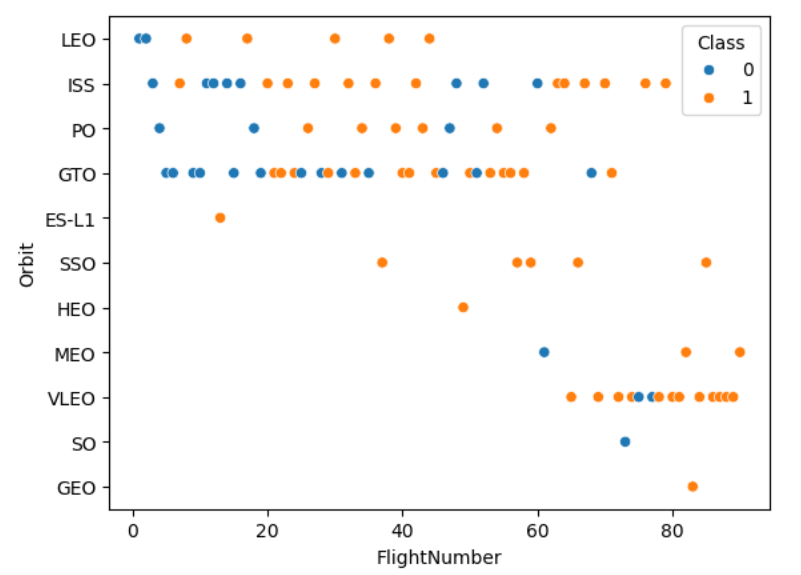 LEO
ISS
PO
GTO
ES-L1
SSO
HEO
MEO
VLEO
SO
GEO
Orbit
Class
0
1
0
20
40
60
80
FlightNumber